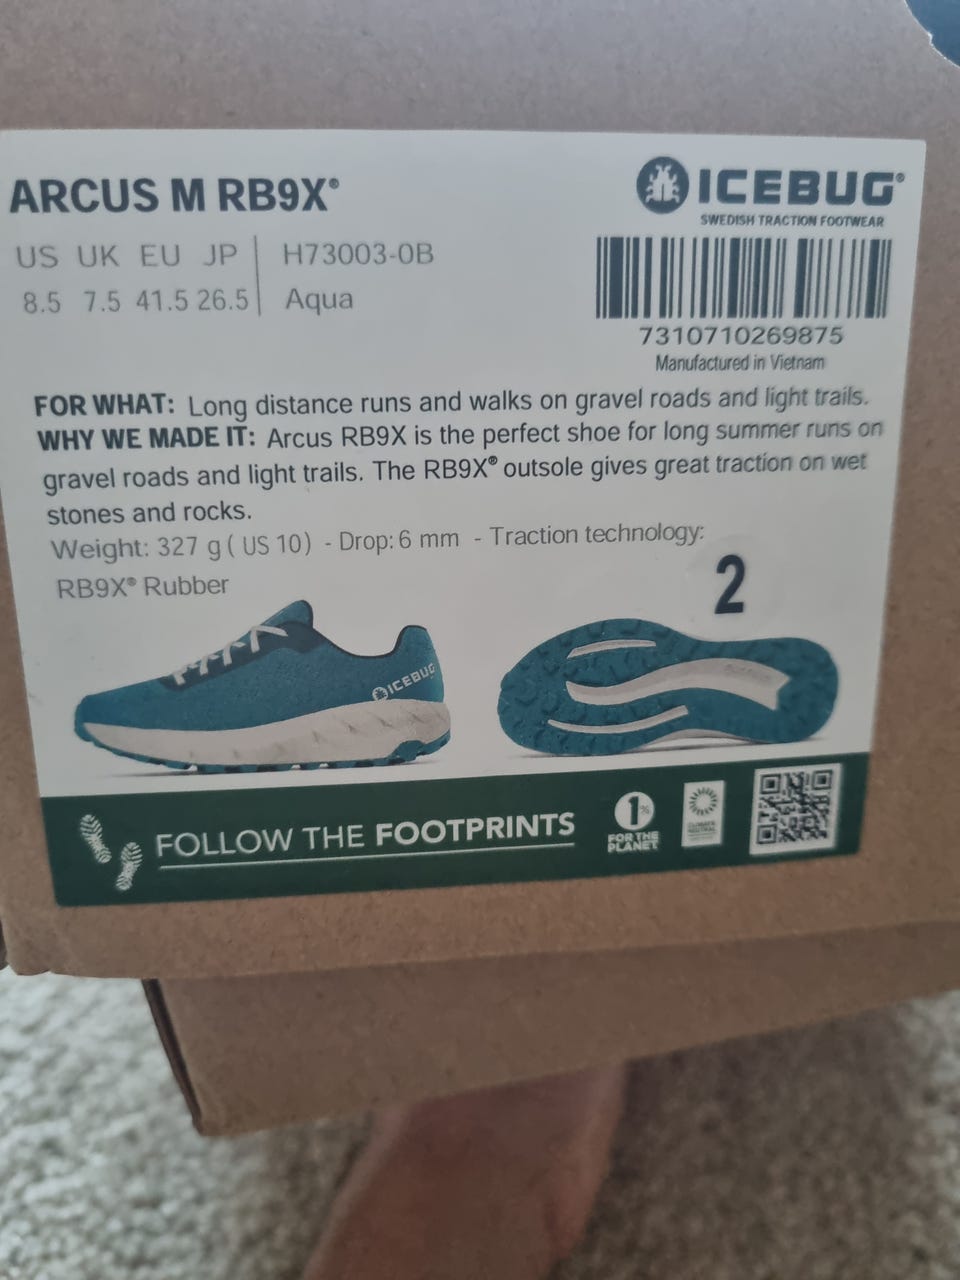 ARCUS M RB9X®
ICEBUG®
SWEDISH TRACTION FOOTWEAR
US UK EU JP
8.5 7.5 41.5 26.5
H73003-0B
Aqua
7310710269875
Manufactured in Vietnam
FOR WHAT: Long distance runs and walks on gravel roads and light trails.
WHY WE MADE IT: Arcus RB9X is the perfect shoe for long summer runs on
gravel roads and light trails. The RB9X® outsole gives great traction on wet
stones and rocks.
Weight: 327 g ( US 10) - Drop: 6 mm - Traction technology:
RB9X® Rubber
2
ICEBUG
FOLLOW THE FOOTPRINTS
1%
FOR THE
PLANET
CLIMATE
NEUTRAL